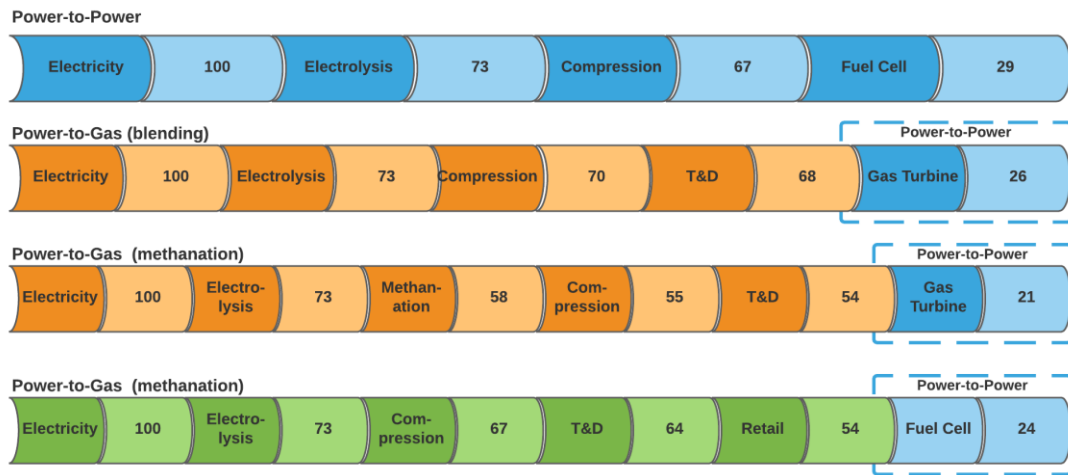 Power-to-Power
Electricity 100 Electrolysis 73 Compression 67 Fuel Cell 29
Power-to-Gas (blending)
Power-to-Power
Electricity 100 Electrolysis 73 Compression 70 T&D 68 Gas Turbine 26
Power-to-Gas (methanation)
Power-to-Power
Electricity 100 Electro-
lysis 73 Methan-
ation 58 Com-
pression 55 T&D 54 Gas
Turbine 21
Power-to-Gas (methanation)
Power-to-Power
Electricity 100 Electro-
lysis 73 Com-
pression 67 T&D 64 Retail 54 Fuel Cell 24